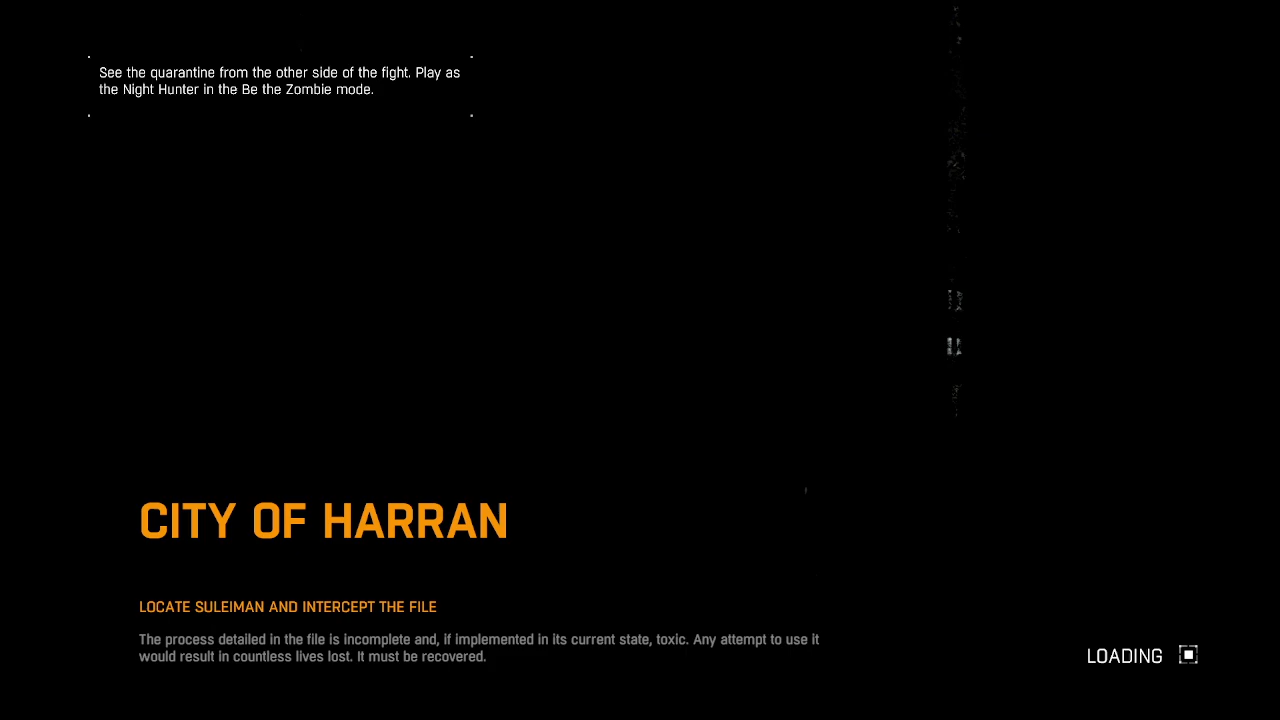 See the quarantine from the other side of the fight. Play as
the Night Hunter in the Be the Zombie mode.
CITY OF HARRAN
LOCATE SULEIMAN AND INTERCEPT THE FILE
The process detailed in the file is incomplete and, if implemented in its current state, toxic. Any attempt to use it
would result in countless lives lost. It must be recovered.
LOADING